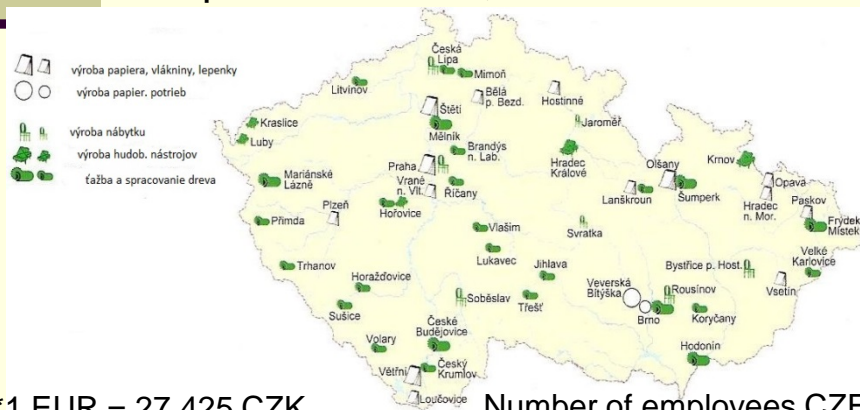 výroba papiera, vlákniny, lepenky
výroba papier. potrieb
výroba nábytku
výroba hudob. nástrojov
ťažba a spracovanie dreva
Česká
Lípa
Mimoň
Litvínov
Bělá
p. Bezd.
Hostinné
Štětí
Jaroměř
Kraslice
Mělník
Luby
Brandýs
n. Lab.
Hradec
Králové
Krnov
Praha
Olšany
Mariánské
Lázně
Vrané
n. Vlt.
Říčany
Opava
Lanškroun
Šumperk
Hradec
n. Mor.
Plzeň
Hořovice
Paskov
Přimda
Frýdek
Místek
Vlašim
Svratka
Lukavec
Velké
Karlovice
Trhanov
Jihlava
Bystřice p. Host.
Horažďovice
Veverská
Bítýška
Rousínov
Vsetín
Soběslav
Třešť
Sušice
Brno
Koryčany
České
Budějovice
Volary
Hodonín
Český
Krumlov
Větřní
Loučovice
*1 EUR = 27,425 CZK
Number of employees CZE